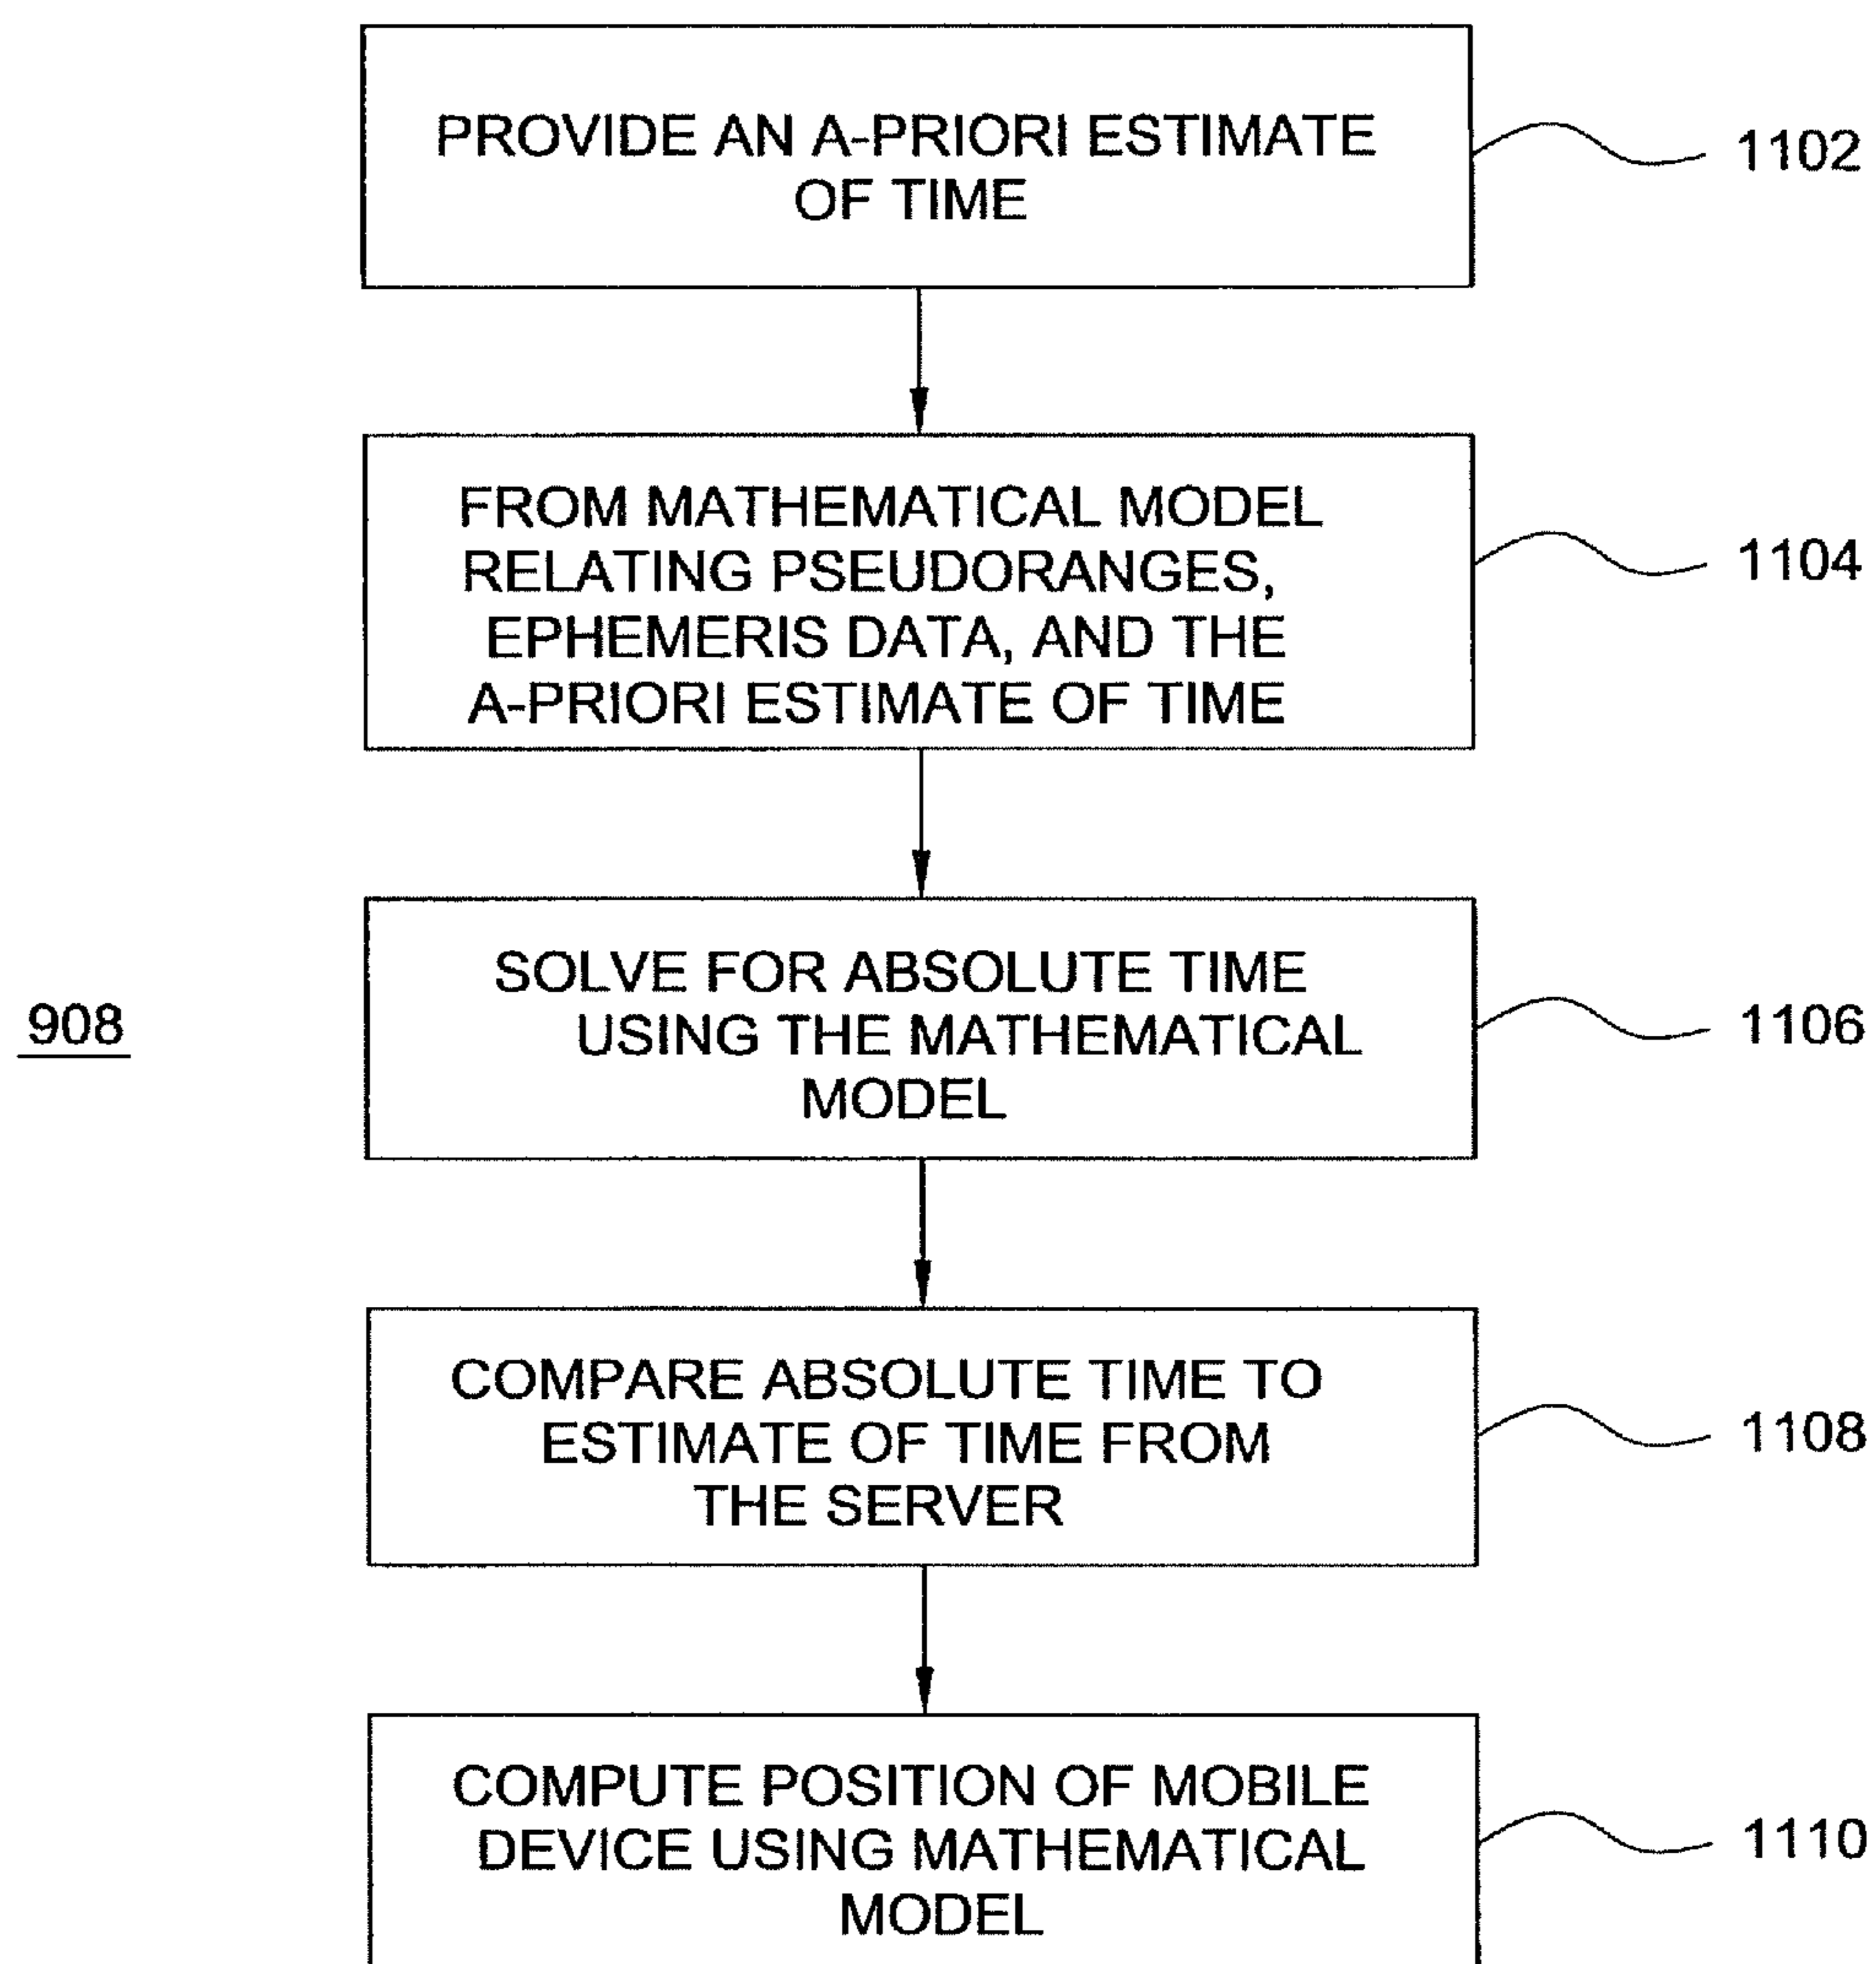 PROVIDE AN A-PRIORI ESTIMATE
OF TIME
1102
FROM MATHEMATICAL MODEL
RELATING PSEUDORANGES,
EPHEMERIS DATA, AND THE
A-PRIORI ESTIMATE OF TIME
1104
SOLVE FOR ABSOLUTE TIME
USING THE MATHEMATICAL
MODEL
1106
908
COMPARE ABSOLUTE TIME TO
ESTIMATE OF TIME FROM
THE SERVER
1108
COMPUTE POSITION OF MOBILE
DEVICE USING MATHEMATICAL
MODEL
1110